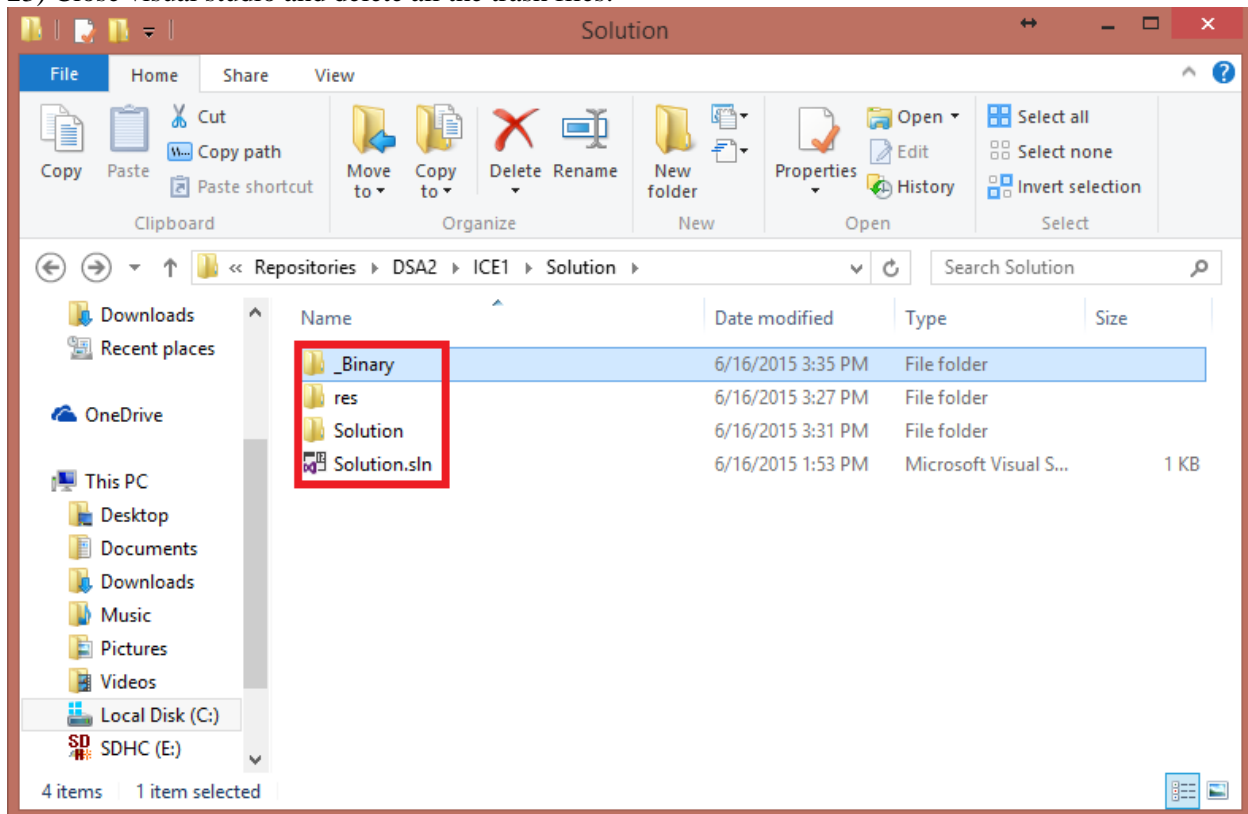 Solution
File Home Share View
Copy Paste Cut Copy path Paste shortcut
Move to Copy to Delete Rename
New folder
Properties Open Edit History
Select all Select none Invert selection
Clipboard Organize New Open Select
« Repositories DSA2 ICE1 Solution Search Solution
Downloads
Recent places
OneDrive
This PC
Desktop
Documents
Downloads
Music
Pictures
Videos
Local Disk (C:)
SDHC (E:)
Name Date modified Type Size
_Binary 6/16/2015 3:35 PM File folder
res 6/16/2015 3:27 PM File folder
Solution 6/16/2015 3:31 PM File folder
Solution.sln 6/16/2015 1:53 PM Microsoft Visual S... 1 KB
4 items 1 item selected